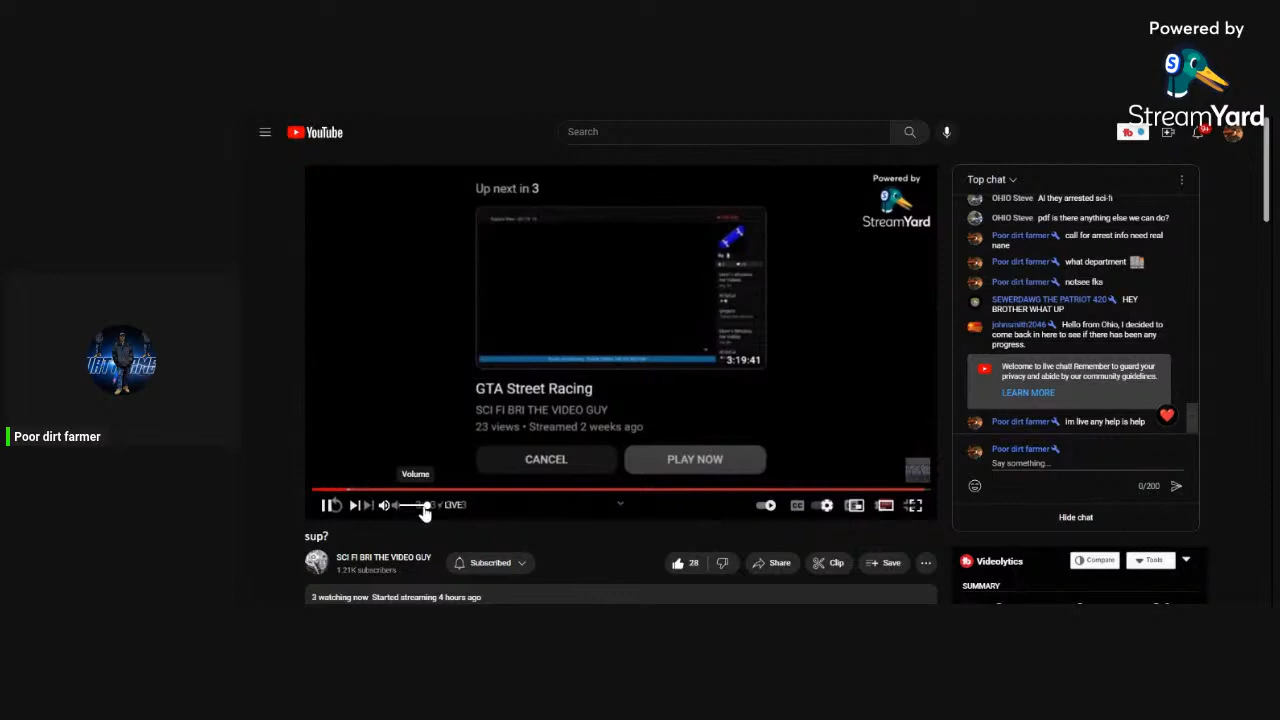 Powered by
StreamYard
YouTube
Search
9+
Powered by
StreamYard
Up next in 3
3:19:41
GTA Street Racing
SCI FI BRI THE VIDEO GUY
23 views • Streamed 2 weeks ago
CANCEL
PLAY NOW
Volume
LIVE
sup?
SCI FI BRI THE VIDEO GUY
1.21K subscribers
Subscribed
28
Share
Clip
Save
3 watching now Started streaming 4 hours ago
Top chat
OHIO Steve Al they arrested sci-fi
OHIO Steve pdf is there anything else we can do?
Poor dirt farmer call for arrest info need real
nane
Poor dirt farmer what department
Poor dirt farmer notsee fks
SEWERDAWG THE PATRIOT 420 HEY
BROTHER WHAT UP
johnsmith2046 Hello from Ohio, I decided to
come back in here to see if there has been any
progress.
Welcome to live chat! Remember to guard your
privacy and abide by our community guidelines.
LEARN MORE
Poor dirt farmer im live any help is help
Poor dirt farmer
Say something...
0/200
Hide chat
Videolytics
Compare
Tools
SUMMARY
Poor dirt farmer